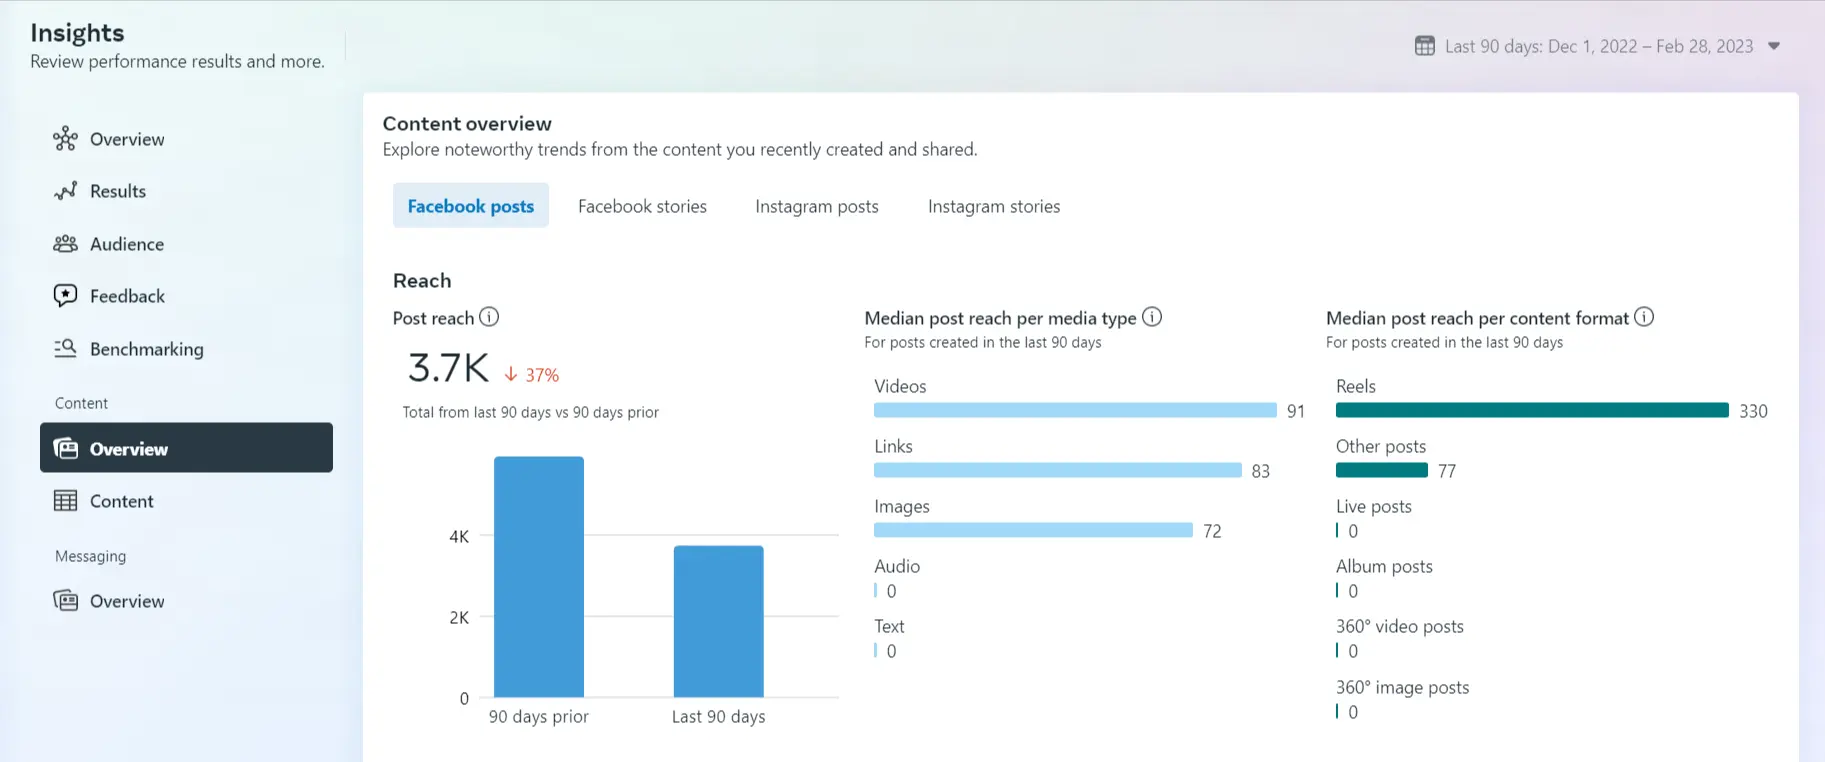 Insights
Review performance results and more.
Last 90 days: Dec 1, 2022 – Feb 28, 2023
Overview
Results
Audience
Feedback
Benchmarking
Content
Overview
Content
Messaging
Overview
Content overview
Explore noteworthy trends from the content you recently created and shared.
Facebook posts
Facebook stories
Instagram posts
Instagram stories
Reach
Post reach
3.7K ↓ 37%
Total from last 90 days vs 90 days prior
4K
2K
0
90 days prior
Last 90 days
Median post reach per media type
For posts created in the last 90 days
Videos
91
Links
83
Images
72
Audio
0
Text
0
Median post reach per content format
For posts created in the last 90 days
Reels
330
Other posts
77
Live posts
0
Album posts
0
360° video posts
0
360° image posts
0